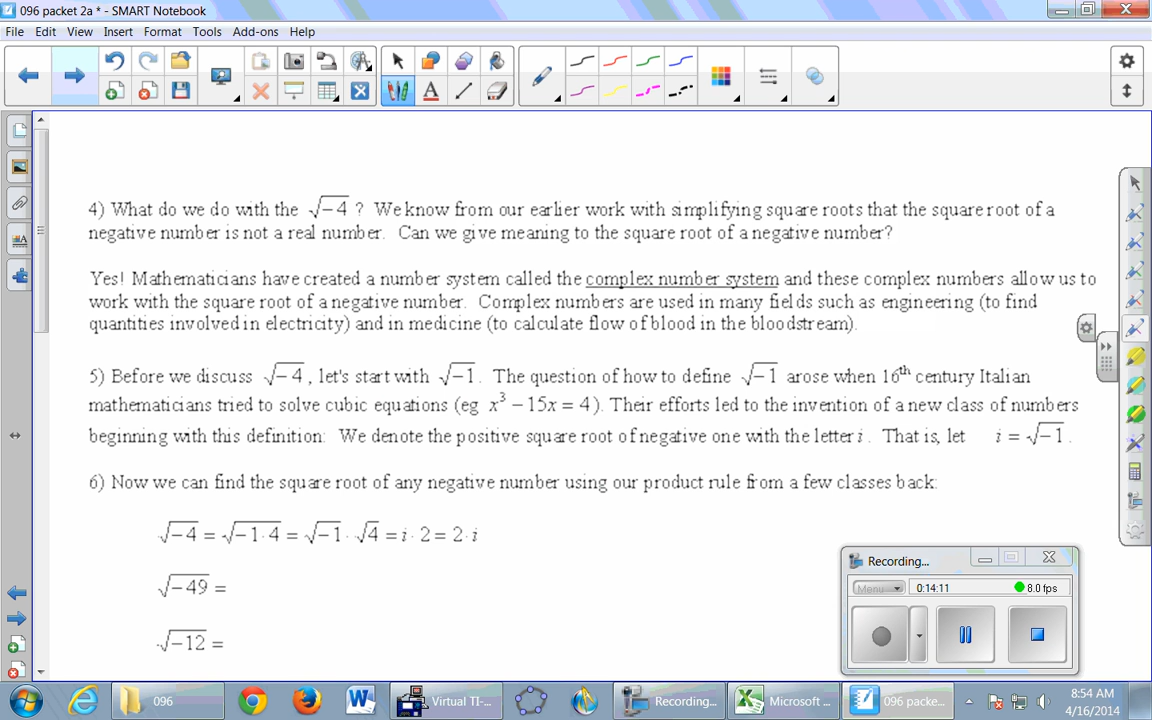 096 packet 2a * - SMART Notebook
File Edit View Insert Format Tools Add-ons Help
4) What do we do with the √−4 ? We know from our earlier work with simplifying square roots that the square root of a
negative number is not a real number. Can we give meaning to the square root of a negative number?
Yes! Mathematicians have created a number system called the complex number system and these complex numbers allow us to
work with the square root of a negative number. Complex numbers are used in many fields such as engineering (to find
quantities involved in electricity) and in medicine (to calculate flow of blood in the bloodstream).
5) Before we discuss √−4, let's start with √−1. The question of how to define √−1 arose when 16th century Italian
mathematicians tried to solve cubic equations (eg x³ − 15x = 4). Their efforts led to the invention of a new class of numbers
beginning with this definition: We denote the positive square root of negative one with the letter i. That is, let i = √−1.
6) Now we can find the square root of any negative number using our product rule from a few classes back:
√−4 = √−1·4 = √−1 · √4 = i · 2 = 2 · i
√−49 =
√−12 =
Recording...
Menu 0:14:11 8.0 fps
096 Virtual TI-... Recording... Microsoft ... 096 packe... 8:54 AM
4/16/2014